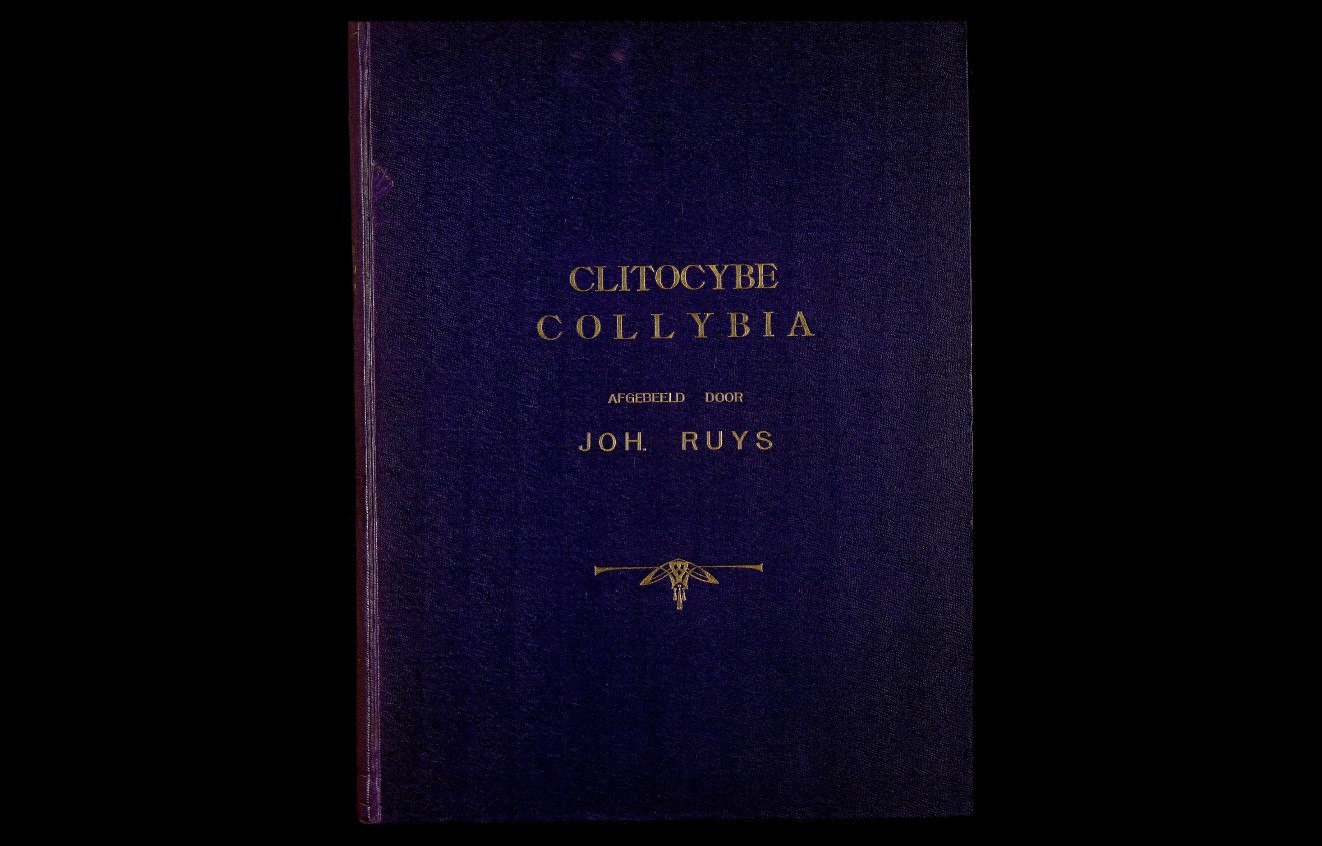 CLITOCYBE
COLLYBIA
AFGEBEELD DOOR
JOH. RUYS